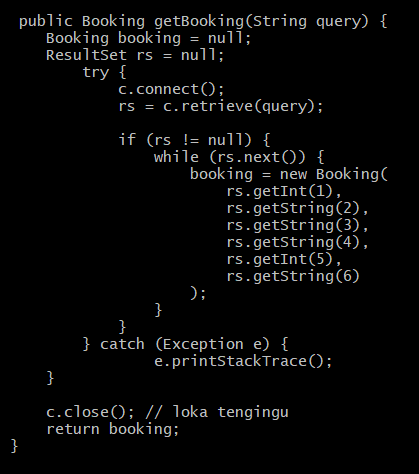 public Booking getBooking(String query) {
    Booking booking = null;
    ResultSet rs = null;
        try {
            c.connect();
            rs = c.retrieve(query);

            if (rs != null) {
                while (rs.next()) {
                    booking = new Booking(
                        rs.getInt(1),
                        rs.getString(2),
                        rs.getString(3),
                        rs.getString(4),
                        rs.getInt(5),
                        rs.getString(6)
                    );
                }
            }
        } catch (Exception e) {
                e.printStackTrace();
    }

    c.close(); // loka tengingu
    return booking;
}